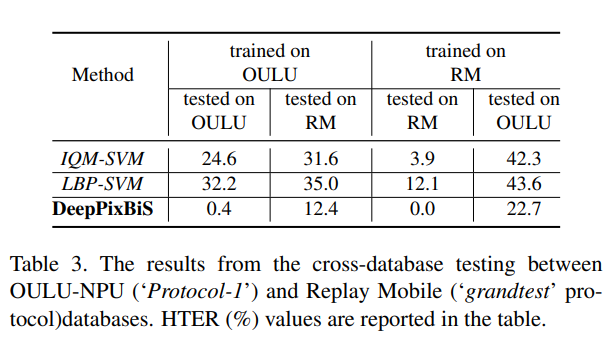 Method trained on OULU trained on RM
tested on OULU tested on RM tested on RM tested on OULU
IQM-SVM 24.6 31.6 3.9 42.3
LBP-SVM 32.2 35.0 12.1 43.6
DeepPixBiS 0.4 12.4 0.0 22.7
Table 3. The results from the cross-database testing between
OULU-NPU (‘Protocol-1’) and Replay Mobile (‘grandtest’ pro-
tocol)databases. HTER (%) values are reported in the table.